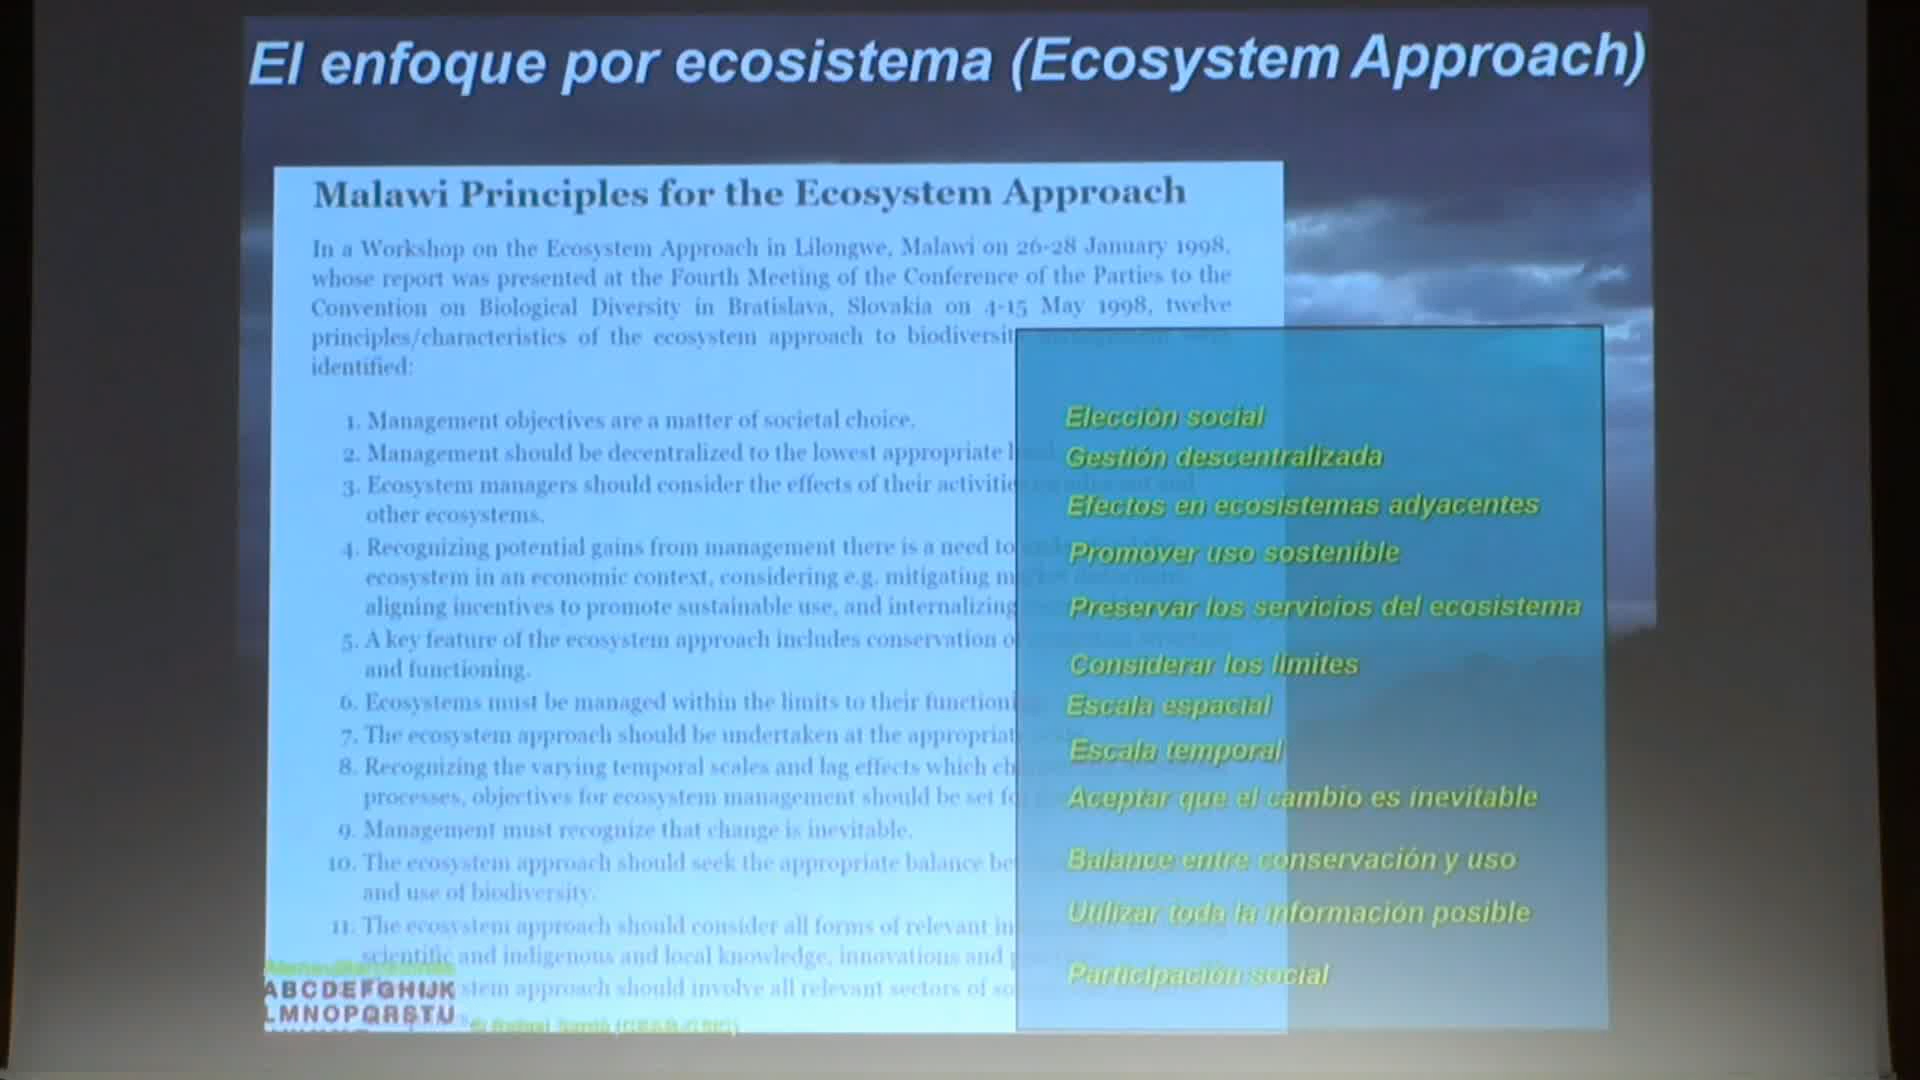 El enfoque por ecosistema (Ecosystem Approach)
Malawi Principles for the Ecosystem Approach
In a Workshop on the Ecosystem Approach in Lilongwe, Malawi on 26-28 January 1998,
whose report was presented at the Fourth Meeting of the Conference of the Parties to the
Convention on Biological Diversity in Bratislava, Slovakia on 4-15 May 1998, twelve
principles/characteristics of the ecosystem approach to
identified:
1. Management objectives are a matter of societal choice.
2. Management should be decentralized to the lowest appropriate
3. Ecosystem managers should consider the effects of their
other ecosystems.
4. Recognizing potential gains from management there is a need to
ecosystem in an economic context, considering e.g. mitigating
aligning incentives to promote sustainable use, and internalizing
5. A key feature of the ecosystem approach includes conservation
and functioning.
6. Ecosystems must be managed within the limits to their
7. The ecosystem approach should be undertaken at the
8. Recognizing the varying temporal scales and lag effects which
processes, objectives for ecosystem management should be set
9. Management must recognize that change is inevitable.
10. The ecosystem approach should seek the appropriate balance
and use of biodiversity.
11. The ecosystem approach should consider all forms of relevant
scientific and indigenous and local knowledge, innovations and
approach should involve all relevant sectors of
Elección social
Gestión descentralizada
Efectos en ecosistemas adyacentes
Promover uso sostenible
Preservar los servicios del ecosistema
Considerar los límites
Escala espacial
Escala temporal
Aceptar que el cambio es inevitable
Balance entre conservación y uso
Utilizar toda la información posible
Participación social
ABCDEFGHIJK
LMNOPQRSTU